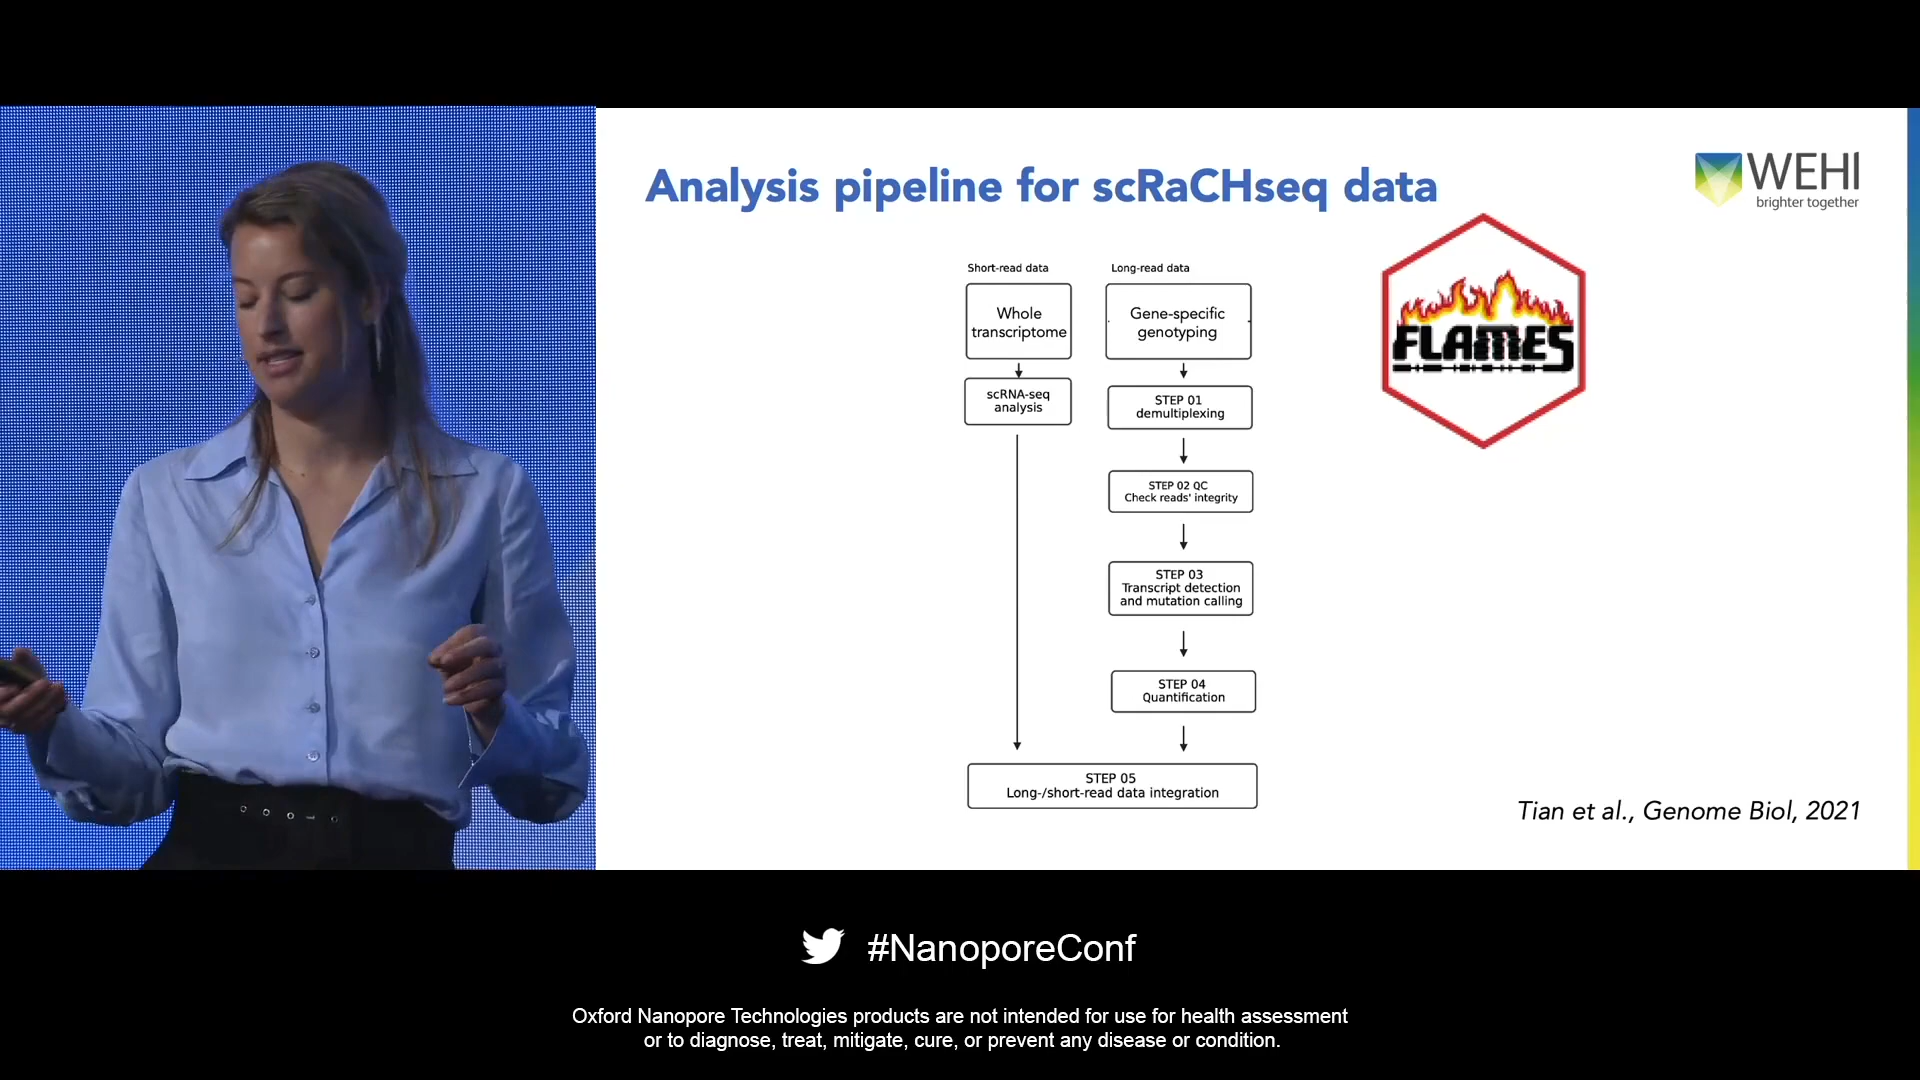 Analysis pipeline for scRaCHseq data
WEHI
brighter together
Short-read data
Long-read data
Whole
transcriptome
Gene-specific
genotyping
FLAMES
scRNA-seq
analysis
STEP 01
demultiplexing
STEP 02 QC
Check reads' integrity
STEP 03
Transcript detection
and mutation calling
STEP 04
Quantification
STEP 05
Long-/short-read data integration
Tian et al., Genome Biol, 2021
#NanoporeConf
Oxford Nanopore Technologies products are not intended for use for health assessment
or to diagnose, treat, mitigate, cure, or prevent any disease or condition.